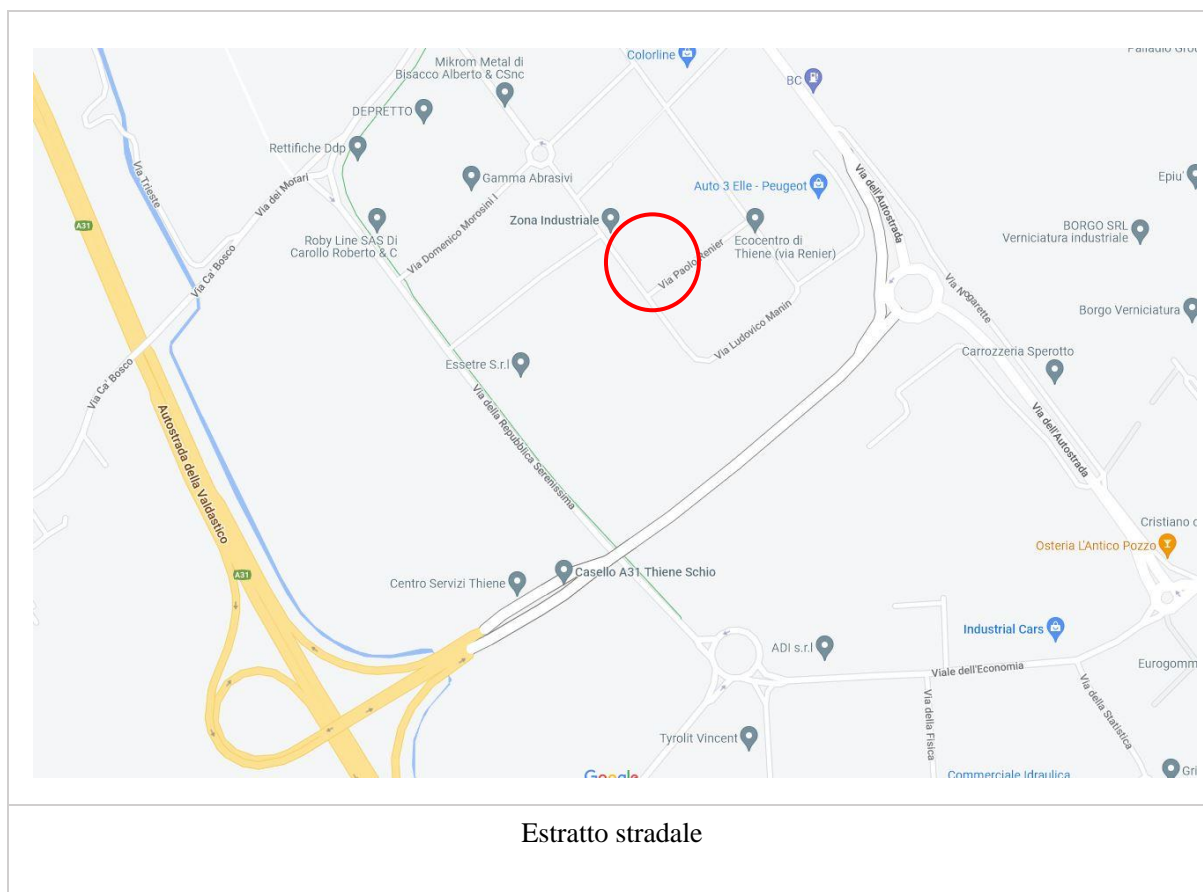 Colorline
Mikrom Metal di
Bisacco Alberto & CSnc
BC
DEPRETTO
Rettifiche Ddp
Via dell'Autostrada
Via Trieste
Via dei Motari
Gamma Abrasivi
Auto 3 Elle - Peugeot
Epiu'
A31
Zona Industriale
Roby Line SAS Di
Carollo Roberto & C
Via Domenico Morosini I
Ecocentro di
Thiene (via Renier)
BORGO SRL
Verniciatura industriale
Via Ca' Bosco
Via Paolo Renier
Via Nogarette
Borgo Verniciatura
Via Ludovico Manin
Via Ca' Bosco
Essetre S.r.l
Carrozzeria Sperotto
Via della Repubblica Serenissima
Via dell'Autostrada
Autostrada della Valdastico
Cristiano
Osteria L'Antico Pozzo
A31
Centro Servizi Thiene
Casello A31 Thiene Schio
Industrial Cars
ADI s.r.l
Viale dell'Economia
Eurogomm
Via della Fisica
Via della Statistica
Tyrolit Vincent
Google
Commerciale Idraulica
Gri
Estratto stradale